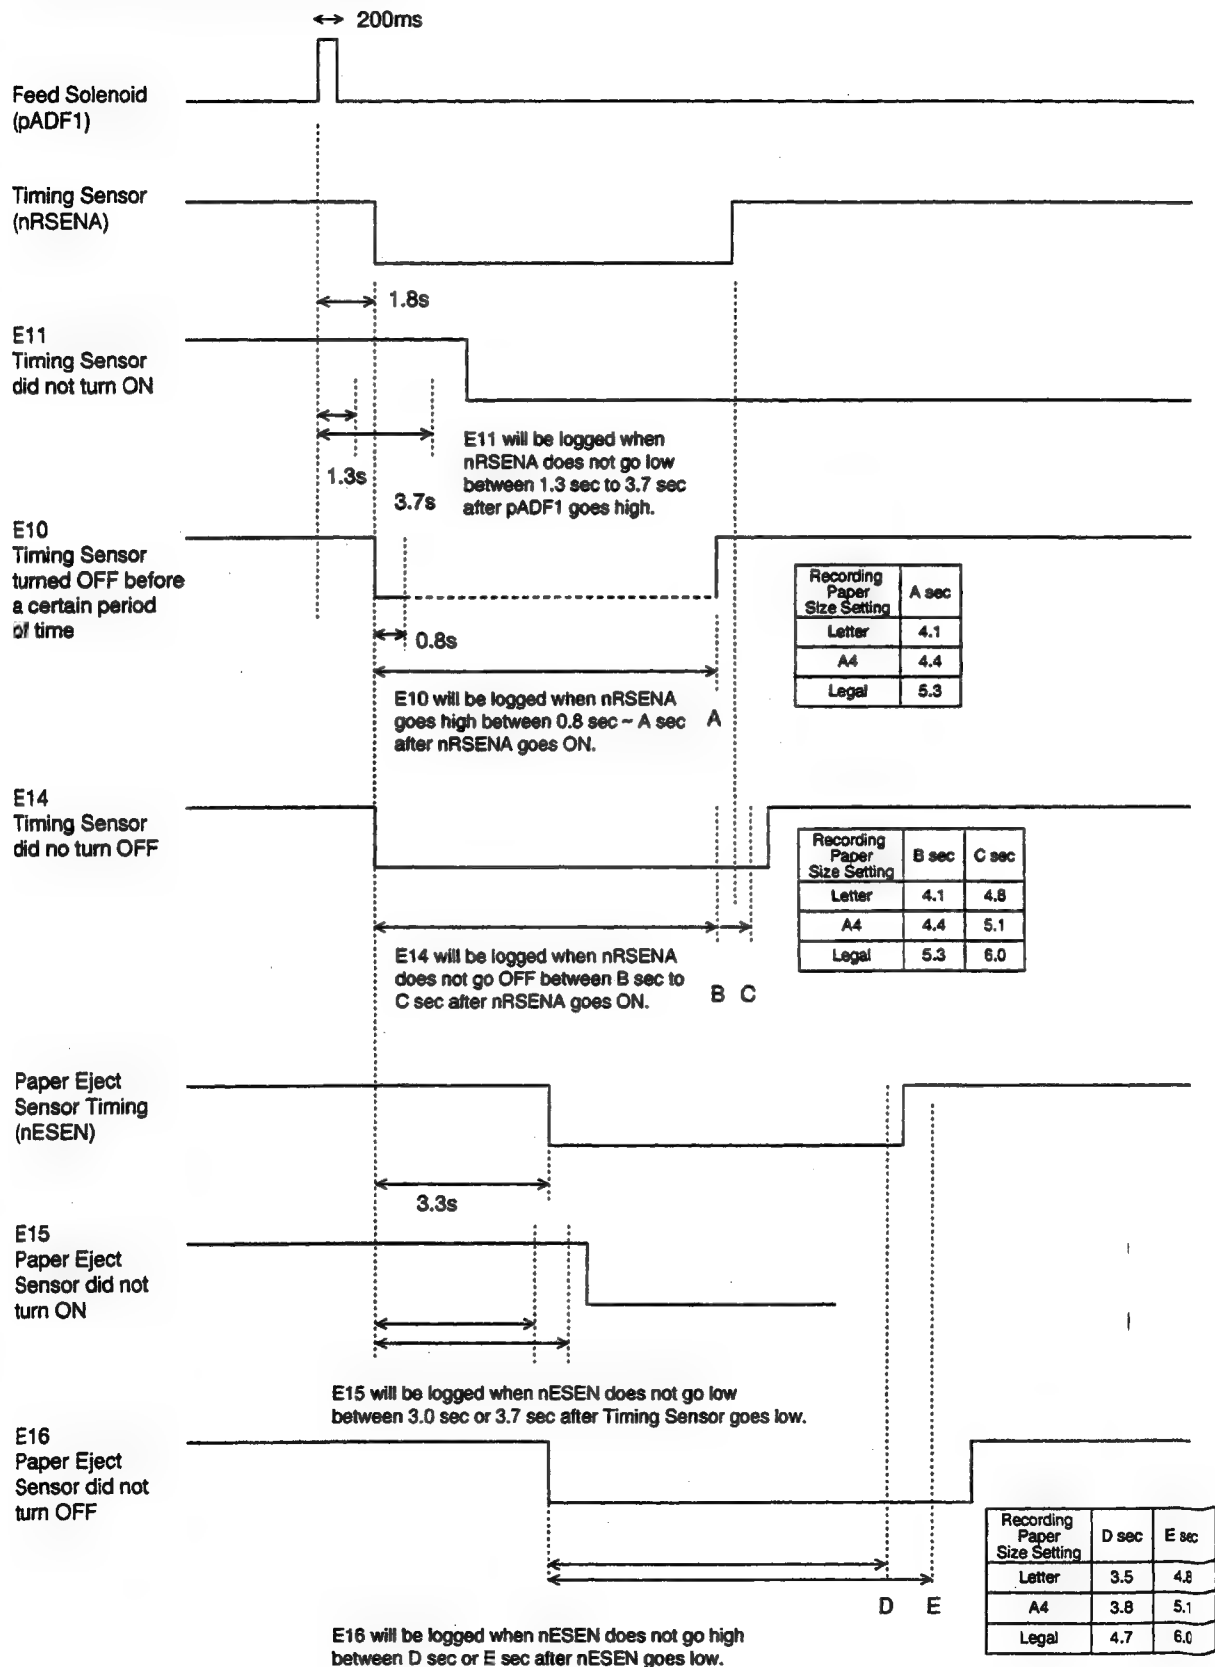 200ms
Feed Solenoid
(pADF1)
Timing Sensor
(nRSENA)
1.8s
E11
Timing Sensor
did not turn ON
1.3s
3.7s
E11 will be logged when
nRSENA does not go low
between 1.3 sec to 3.7 sec
after pADF1 goes high.
E10
Timing Sensor
turned OFF before
a certain period
of time
0.8s
E10 will be logged when nRSENA
goes high between 0.8 sec ~ A sec
after nRSENA goes ON.
A
Recording
Paper
Size Setting
A sec
Letter 4.1
A4 4.4
Legal 5.3
E14
Timing Sensor
did no turn OFF
E14 will be logged when nRSENA
does not go OFF between B sec to
C sec after nRSENA goes ON.
B C
Recording
Paper
Size Setting
B sec C sec
Letter 4.1 4.8
A4 4.4 5.1
Legal 5.3 6.0
Paper Eject
Sensor Timing
(nESEN)
3.3s
E15
Paper Eject
Sensor did not
turn ON
E15 will be logged when nESEN does not go low
between 3.0 sec or 3.7 sec after Timing Sensor goes low.
E16
Paper Eject
Sensor did not
turn OFF
D E
E16 will be logged when nESEN does not go high
between D sec or E sec after nESEN goes low.
Recording
Paper
Size Setting
D sec E sec
Letter 3.5 4.8
A4 3.8 5.1
Legal 4.7 6.0